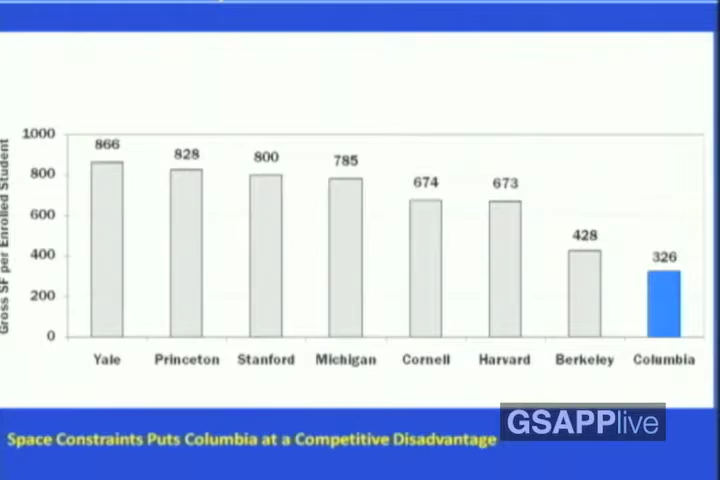 Gross SF per Enrolled Student
1000
800
600
400
200
0
866
828
800
785
674
673
428
326
Yale
Princeton
Stanford
Michigan
Cornell
Harvard
Berkeley
Columbia
Space Constraints Puts Columbia at a Competitive Disadvantage
GSAPPlive